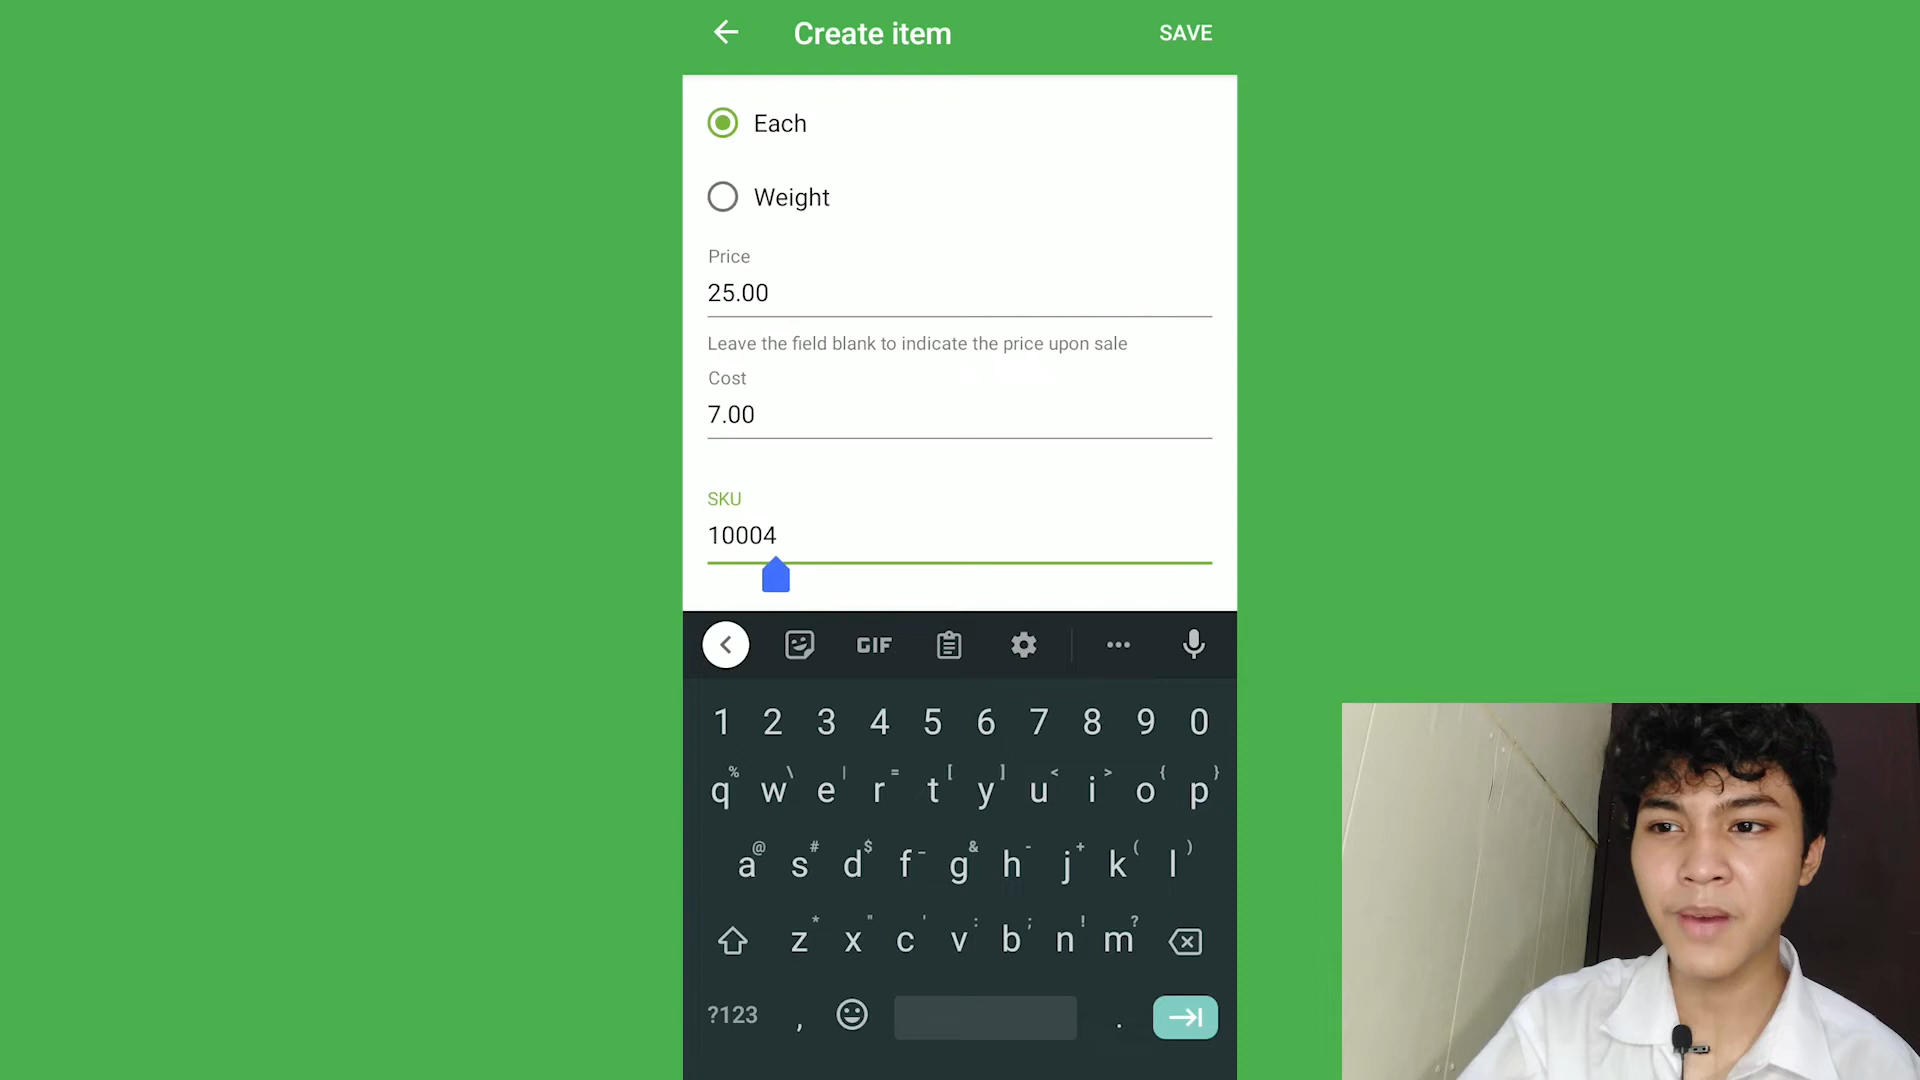 Create item
SAVE
Each
Weight
Price
25.00
Leave the field blank to indicate the price upon sale
Cost
7.00
SKU
10004
GIF
1 2 3 4 5 6 7 8 9 0
% \ | = [ ] < > { }
q w e r t y u i o p
@ # $ _ & - + ( )
a s d f g h j k l
* " ' : ; ! ?
z x c v b n m
?123 , .